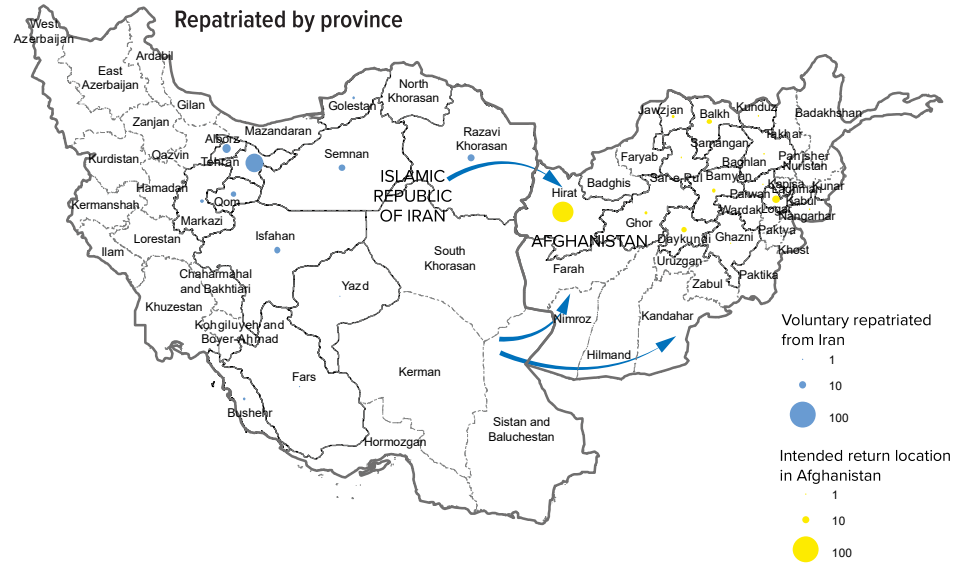 Repatriated by province
West
Azerbaijan
Ardabil
East
Azerbaijan
Gilan
Zanjan
Golestan
North
Khorasan
Mazandaran
Alborz
Kurdistan
Qazvin
Tehran
Semnan
Razavi
Khorasan
ISLAMIC
REPUBLIC
OF IRAN
Hamadan
Kermanshah
Qom
Markazi
Lorestan
Isfahan
Ilam
South
Khorasan
Chaharmahal
and Bakhtiari
Yazd
Khuzestan
Kohgiluyeh and
Boyer-Ahmad
Fars
Kerman
Bushehr
Sistan and
Baluchestan
Hormozgan
Jawzjan
Balkh
Kunduz
Badakhshan
Takhar
Samangan
Faryab
Baghlan
Panjsher
Nuristan
Badghis
Sar-e-Pul
Bamyan
Hirat
Parwan
Kapisa
Laghman
Kunar
Kabul
Wardak
Logar
Nangarhar
Ghor
AFGHANISTAN
Daykundi
Ghazni
Paktya
Khost
Farah
Uruzgan
Zabul
Paktika
Nimroz
Kandahar
Hilmand
Voluntary repatriated
from Iran
1
10
100
Intended return location
in Afghanistan
1
10
100